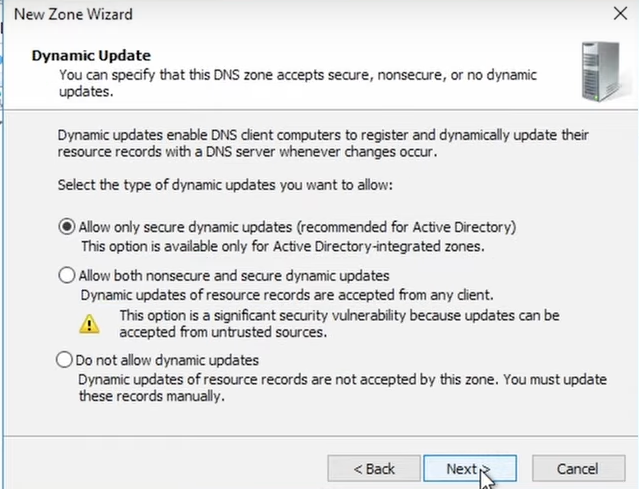 New Zone Wizard
Dynamic Update
You can specify that this DNS zone accepts secure, nonsecure, or no dynamic
updates.
Dynamic updates enable DNS client computers to register and dynamically update their
resource records with a DNS server whenever changes occur.
Select the type of dynamic updates you want to allow:
Allow only secure dynamic updates (recommended for Active Directory)
This option is available only for Active Directory-integrated zones.
Allow both nonsecure and secure dynamic updates
Dynamic updates of resource records are accepted from any client.
This option is a significant security vulnerability because updates can be
accepted from untrusted sources.
Do not allow dynamic updates
Dynamic updates of resource records are not accepted by this zone. You must update
these records manually.
< Back Next > Cancel